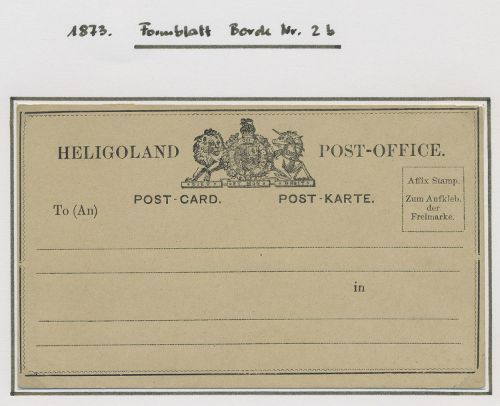 1873. Formblatt Borde Nr. 2 b
HELIGOLAND POST-OFFICE.
POST-CARD. POST-KARTE.
Affix Stamp.
Zum Aufkleb.
der
Freimarke.
To (An)
in